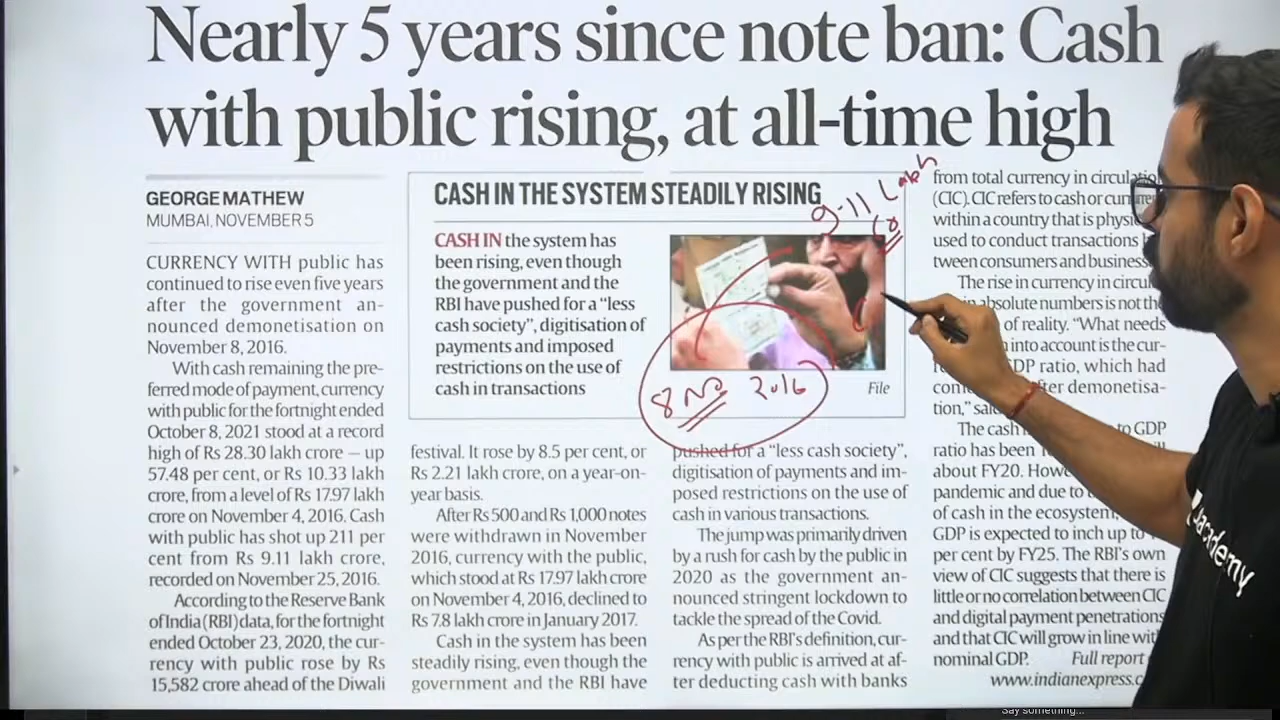 Nearly 5 years since note ban: Cash
with public rising, at all-time high
GEORGE MATHEW
MUMBAI, NOVEMBER 5
CURRENCY WITH public has
continued to rise even five years
after the government an-
nounced demonetisation on
November 8, 2016.
With cash remaining the pre-
ferred mode of payment, currency
with public for the fortnight ended
October 8, 2021 stood at a record
high of Rs 28.30 lakh crore — up
57.48 per cent, or Rs 10.33 lakh
crore, from a level of Rs 17.97 lakh
crore on November 4, 2016. Cash
with public has shot up 211 per
cent from Rs 9.11 lakh crore,
recorded on November 25, 2016.
According to the Reserve Bank
of India (RBI) data, for the fortnight
ended October 23, 2020, the cur-
rency with public rose by Rs
15,582 crore ahead of the Diwali
CASH IN THE SYSTEM STEADILY RISING
CASH IN the system has
been rising, even though
the government and the
RBI have pushed for a “less
cash society”, digitisation of
payments and imposed
restrictions on the use of
cash in transactions
9.11 Lakh
Cr
8 Nov 2016
File
festival. It rose by 8.5 per cent, or
Rs 2.21 lakh crore, on a year-on-
year basis.
After Rs 500 and Rs 1,000 notes
were withdrawn in November
2016, currency with the public,
which stood at Rs 17.97 lakh crore
on November 4, 2016, declined to
Rs 7.8 lakh crore in January 2017.
Cash in the system has been
steadily rising, even though the
government and the RBI have
pushed for a “less cash society”,
digitisation of payments and im-
posed restrictions on the use of
cash in various transactions.
The jump was primarily driven
by a rush for cash by the public in
2020 as the government an-
nounced stringent lockdown to
tackle the spread of the Covid.
As per the RBI's definition, cur-
rency with public is arrived at af-
ter deducting cash with banks
from total currency in circulation
(CIC). CIC refers to cash or curren
within a country that is physic
used to conduct transactions
tween consumers and business
The rise in currency in circul
in absolute numbers is not the
of reality. “What needs
into account is the cur-
DP ratio, which had
com fter demonetisa-
tion,” said
The cash to GDP
ratio has been
about FY20. Howe
pandemic and due to
of cash in the ecosystem,
GDP is expected to inch up to
per cent by FY25. The RBI's own
view of CIC suggests that there is
little or no correlation between CIC
and digital payment penetrations
and that CIC will grow in line with
nominal GDP. Full report
www.indianexpress.c
academy
Say something...